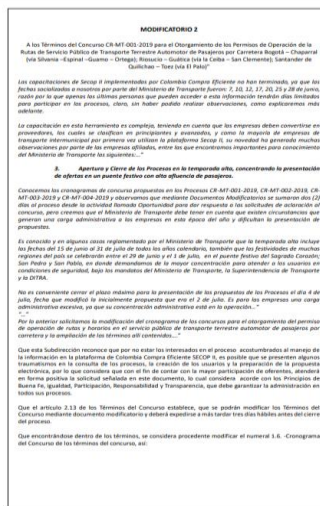 MODIFICATORIO 2
A los Términos del Concurso CR-MT-001-2019 para el Otorgamiento de los Permisos de Operación de la
Rutas de Servicio Público de Transporte Terrestre Automotor de Pasajeros por Carretera Bogotá – Chaparral
(vía Silvania –Espinal –Guamo – Ortega); Riosucio – Guática (vía la Ceiba – San Clemente); Santander de
Quilichao – Toez (vía El Palo)"
Las capacitaciones de Secop II implementadas por Colombia Compra Eficiente no han terminado, ya que las
fechas socializadas a nosotros por parte del Ministerio de Transporte fueron: 7, 10, 12, 17, 20, 25 y 28 de junio,
razón por la que apenas las últimas personas que pueden acceder a esta información tendrán días limitados
para participar en los procesos, claro, sin haber podido realizar observaciones, como explicaremos más
adelante.
La capacitación en esta herramienta es compleja, teniendo en cuenta que las empresas deben convertirse en
proveedores, los cuales se clasifican en principiantes y avanzados, y como la mayoría de empresas de
transporte intermunicipal por primera vez utilizan la plataforma Secop II, su novedad ha generado muchas
observaciones por parte de las empresas afiliadas, entre las que encontramos importantes para conocimiento
del Ministerio de Transporte las siguientes:..."
3. Apertura y Cierre de los Procesos en la temporada alta, concentrando la presentación
de ofertas en un puente festivo con alta afluencia de pasajeros.
Conocemos los cronogramas de concurso propuestos en los Procesos CR-MT-001-2019, CR-MT-002-2019, CR-
MT-003-2019 y CR-MT-004-2019 y observamos que mediante Documentos Modificatorios se sumaron dos (2)
días al proceso desde la actividad llamada Oportunidad para dar respuesta a las solicitudes de aclaración al
concurso, pero creemos que el Ministerio de Transporte debe tener en cuenta que existen circunstancias que
generan una carga administrativa a las empresas en esta época del año y dificultan la presentación de
propuestas.
Es conocido y en algunos casos reglamentado por el Ministerio de Transporte que la temporada alta incluye
las fechas del 15 de junio al 31 de julio de todos los años calendario, también que las festividades de muchas
regiones del país se celebrarán entre el 29 de junio y el 1 de julio, en el puente festivo del Sagrado Corazón;
San Pedro y San Pablo, en donde demandamos de la mayor concentración para atender a los usuarios en
condiciones de seguridad, bajo los mandatos del Ministerio de Transporte, la Superintendencia de Transporte
y la DITRA.
No es conveniente cerrar el plazo máximo para la presentación de las propuestas de los Procesos el día 4 de
julio, fecha que modificó la inicialmente propuesta que era el 2 de julio. Es para las empresas una carga
administrativa excesiva, ya que su concentración administrativa está en la operación..."
"..."
Por lo anterior solicitamos la modificación del cronograma de los concursos para el otorgamiento del permiso
de operación de rutas y horarios en el servicio público de transporte terrestre automotor de pasajeros por
carretera y la ampliación de los términos allí contenidos..."
Que esta Subdirección reconoce que por no estar los interesados en el proceso acostumbrados al manejo de
la información en la plataforma de Colombia Compra Eficiente SECOP II, es posible que se presenten algunos
traumatismos en la consulta de los procesos, la creación de los usuarios y la preparación de la propuesta
electrónica, por lo que considera que con el fin de contar con la mayor participación de oferentes, atenderá
en forma positiva la solicitud señalada en este documento, lo cual considera acorde con los Principios de
Buena Fe, Igualdad, Participación, Responsabilidad y Transparencia, que debe garantizar la administración en
todos sus procesos.
Que el artículo 2.13 de los Términos del Concurso establece, que se podrán modificar los Términos del
Concurso mediante documento modificatorio y deberá expedirse a más tardar tres días hábiles antes del cierre
del proceso.
Que encontrándose dentro de los términos, se considera procedente modificar el numeral 1.6. -Cronograma
del Concurso de los términos del concurso, así: